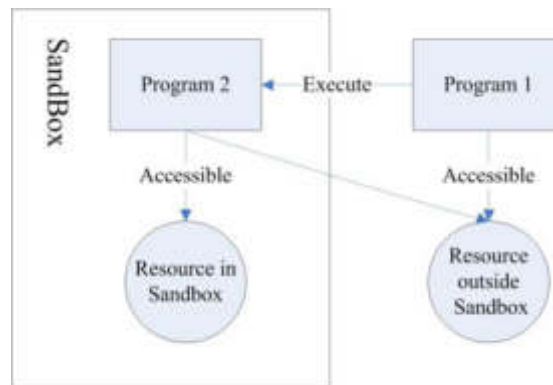 SandBox
Program 2
Execute
Program 1
Accessible
Accessible
Resource in
Sandbox
Resource
outside
Sandbox